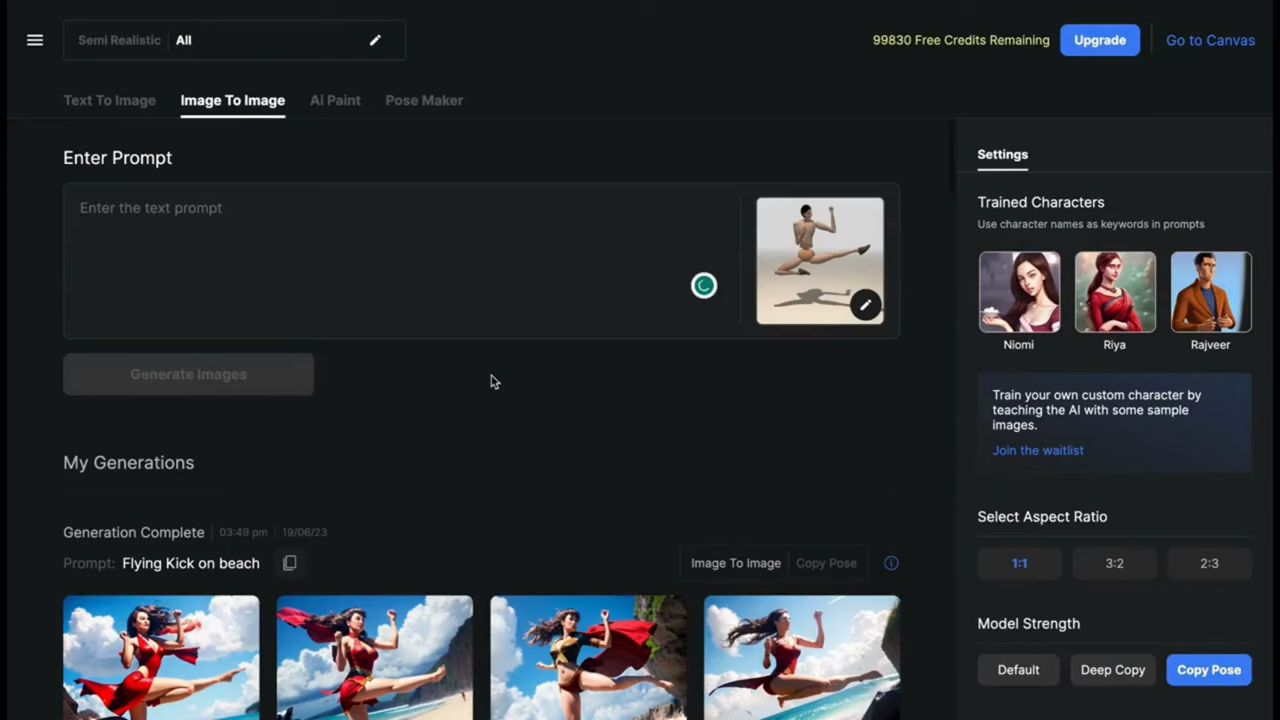 Semi Realistic | All
99830 Free Credits Remaining
Upgrade
Go to Canvas
Text To Image
Image To Image
Ai Paint
Pose Maker
Enter Prompt
Enter the text prompt
Generate Images
My Generations
Generation Complete | 03:49 pm | 19/06/23
Prompt: Flying Kick on beach
Image To Image | Copy Pose
Settings
Trained Characters
Use character names as keywords in prompts
Niomi
Riya
Rajveer
Train your own custom character by
teaching the AI with some sample
images.
Join the waitlist
Select Aspect Ratio
1:1
3:2
2:3
Model Strength
Default
Deep Copy
Copy Pose